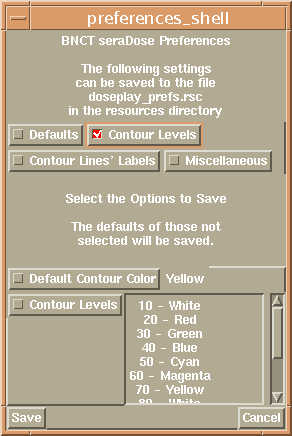 preferences_shell
BNCT seraDose Preferences
The following settings
can be saved to the file
doseplay_prefs.rsc
in the resources directory
Defaults Contour Levels
Contour Lines' Labels Miscellaneous
Select the Options to Save
The defaults of those not
selected will be saved.
Default Contour Color Yellow
Contour Levels
10 - White
20 - Red
30 - Green
40 - Blue
50 - Cyan
60 - Magenta
70 - Yellow
80 - White
Save Cancel